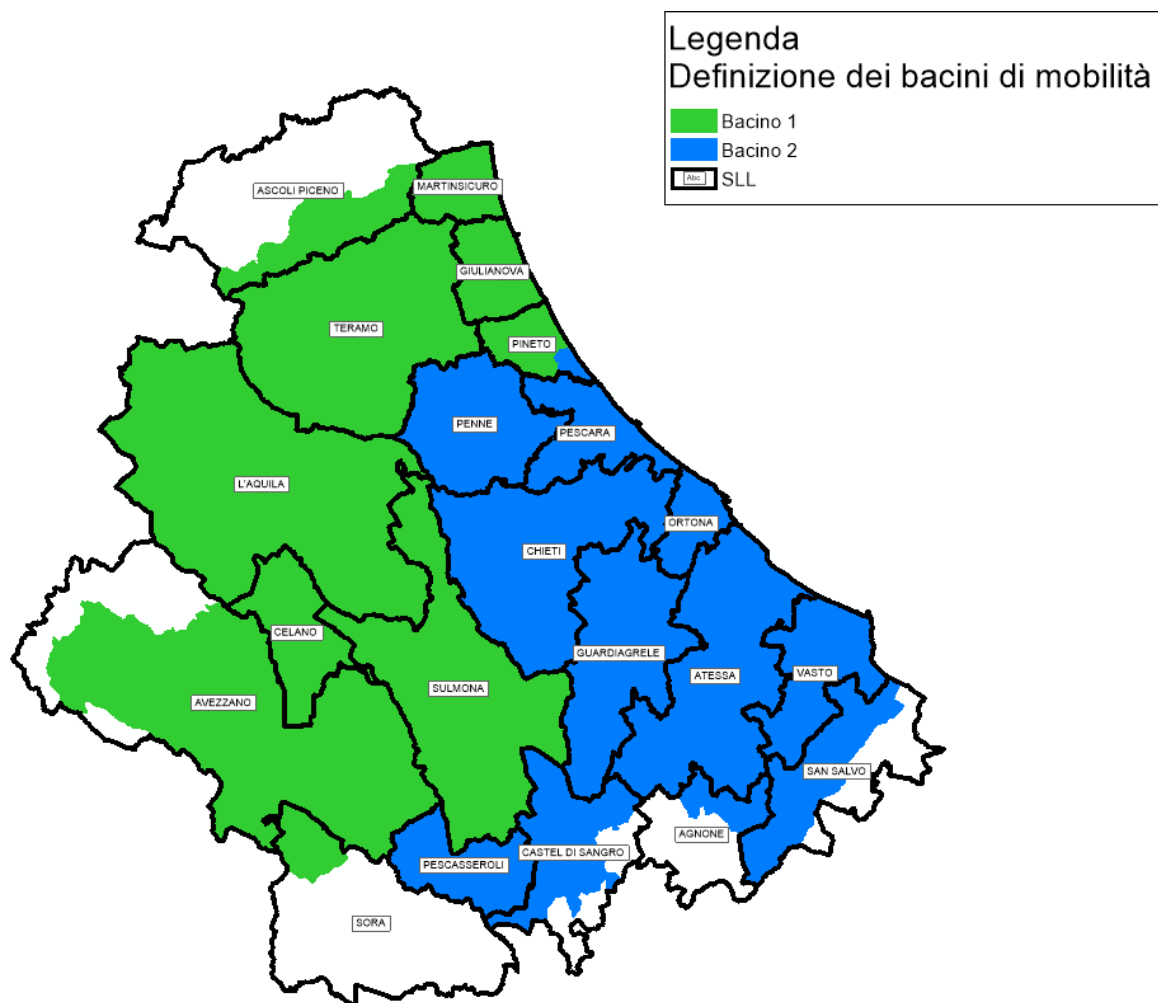 Legenda
Definizione dei bacini di mobilità
Bacino 1
Bacino 2
Abc
SLL
ASCOLI PICENO
MARTINSICURO
GIULIANOVA
TERAMO
PINETO
PENNE
PESCARA
L'AQUILA
ORTONA
CHIETI
CELANO
GUARDIAGRELE
ATESSA
VASTO
SULMONA
AVEZZANO
SAN SALVO
AGNONE
CASTEL DI SANGRO
PESCASSEROLI
SORA